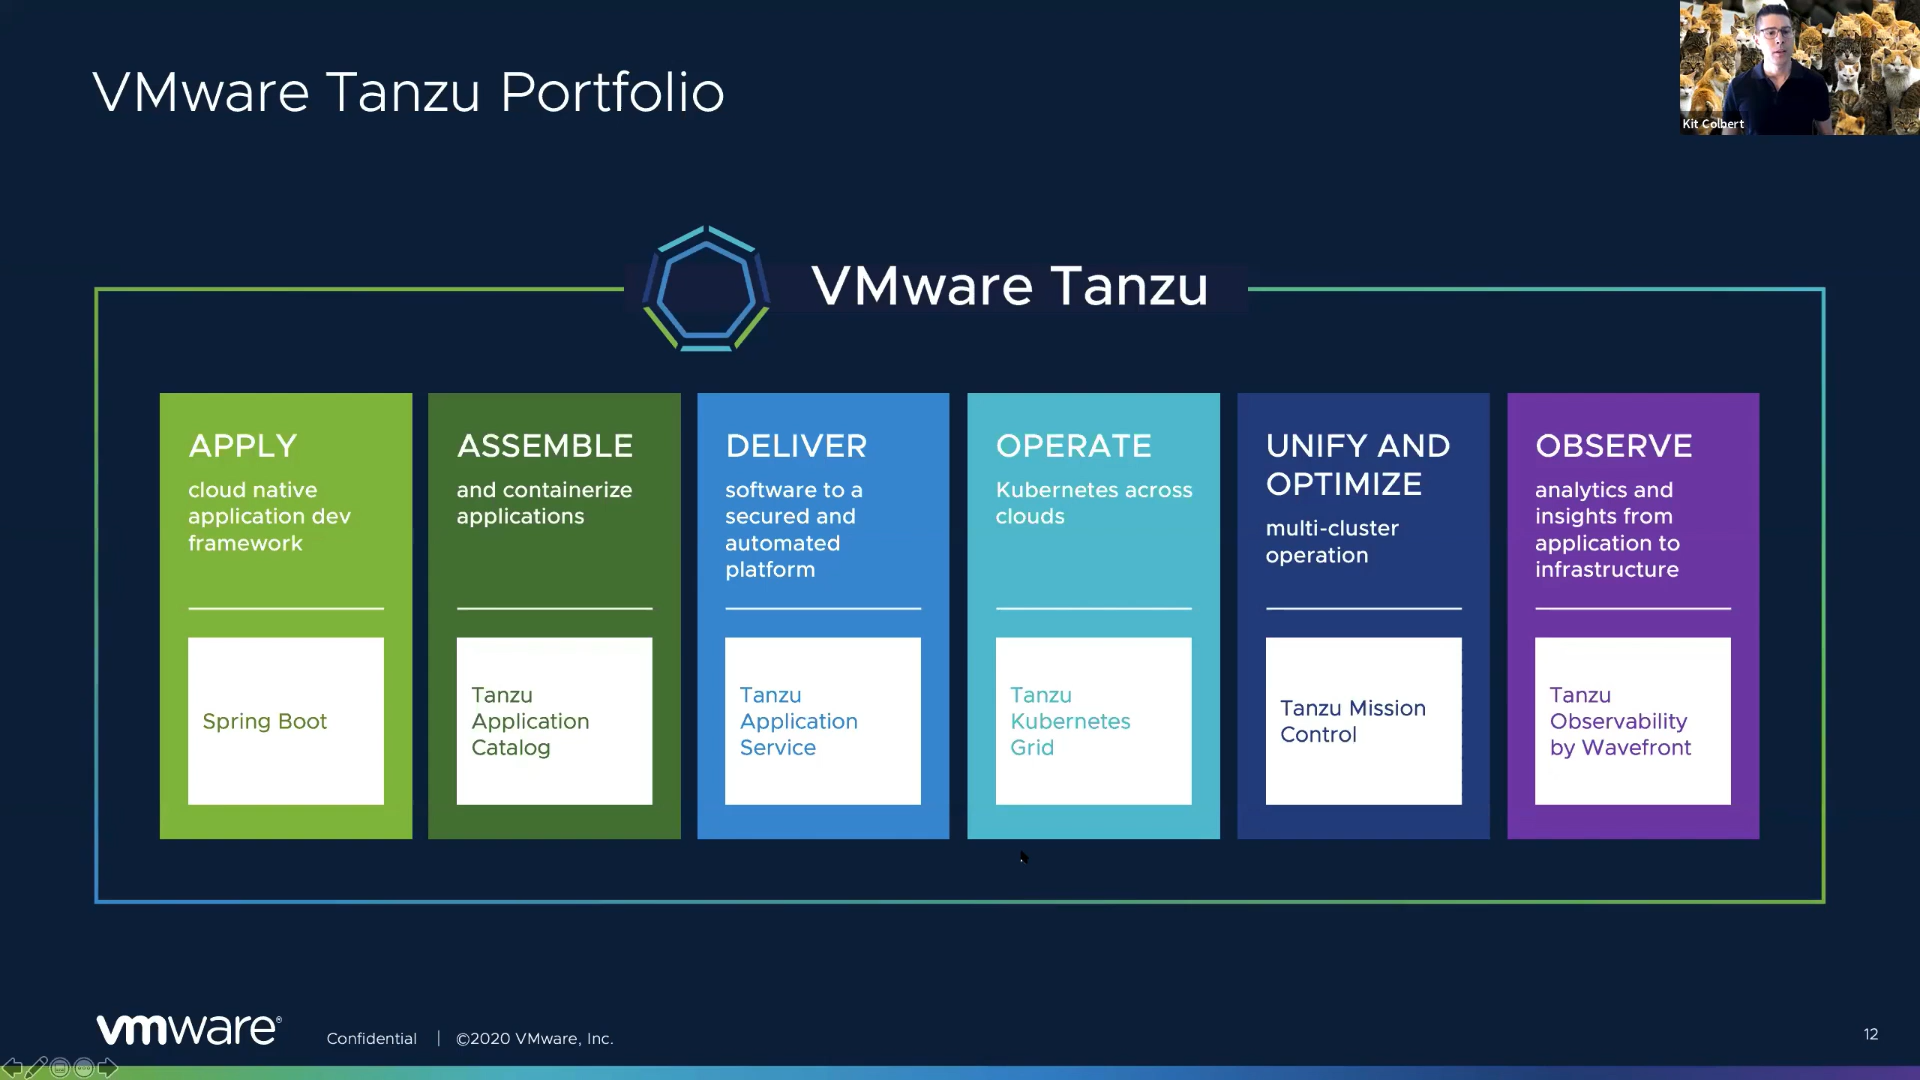 VMware Tanzu Portfolio
Kit Colbert
VMware Tanzu
APPLY
cloud native
application dev
framework
Spring Boot
ASSEMBLE
and containerize
applications
Tanzu
Application
Catalog
DELIVER
software to a
secured and
automated
platform
Tanzu
Application
Service
OPERATE
Kubernetes across
clouds
Tanzu
Kubernetes
Grid
UNIFY AND
OPTIMIZE
multi-cluster
operation
Tanzu Mission
Control
OBSERVE
analytics and
insights from
application to
infrastructure
Tanzu
Observability
by Wavefront
vmware®
Confidential | ©2020 VMware, Inc.
12